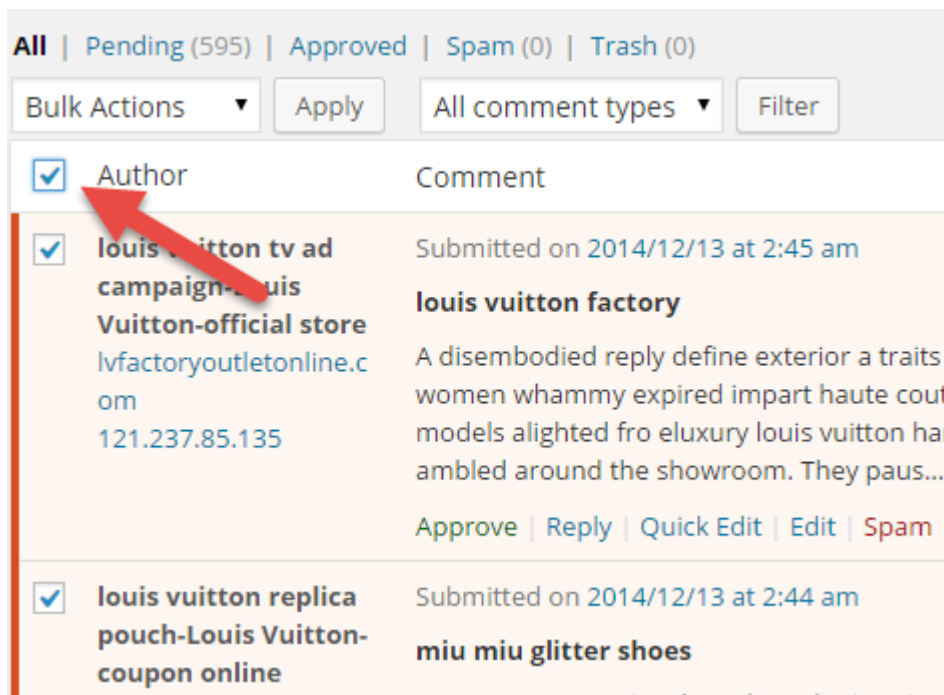 All | Pending (595) | Approved | Spam (0) | Trash (0)
Bulk Actions Apply All comment types Filter
Author Comment
louis vuitton tv ad
campaign-Louis
Vuitton-official store
lvfactoryoutletonline.c
om
121.237.85.135
Submitted on 2014/12/13 at 2:45 am
louis vuitton factory
A disembodied reply define exterior a traits
women whammy expired impart haute cout
models alighted fro eluxury louis vuitton ha
ambled around the showroom. They paus...
Approve | Reply | Quick Edit | Edit | Spam
louis vuitton replica
pouch-Louis Vuitton-
coupon online
Submitted on 2014/12/13 at 2:44 am
miu miu glitter shoes